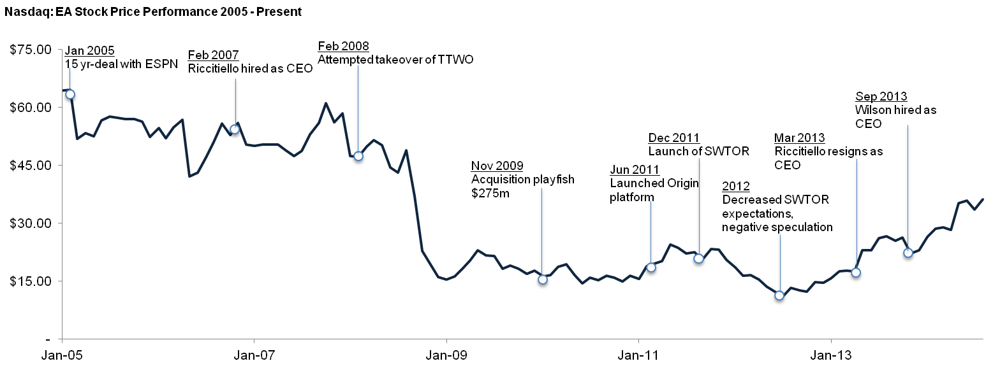 Nasdaq: EA Stock Price Performance 2005 - Present
$75.00
$60.00
$45.00
$30.00
$15.00
-
Jan 2005
15 yr-deal with ESPN
Feb 2007
Riccitiello hired as CEO
Feb 2008
Attempted takeover of TTWO
Nov 2009
Acquisition playfish
$275m
Jun 2011
Launched Origin
platform
Dec 2011
Launch of SWTOR
2012
Decreased SWTOR
expectations,
negative speculation
Mar 2013
Riccitiello resigns as
CEO
Sep 2013
Wilson hired as
CEO
Jan-05
Jan-07
Jan-09
Jan-11
Jan-13